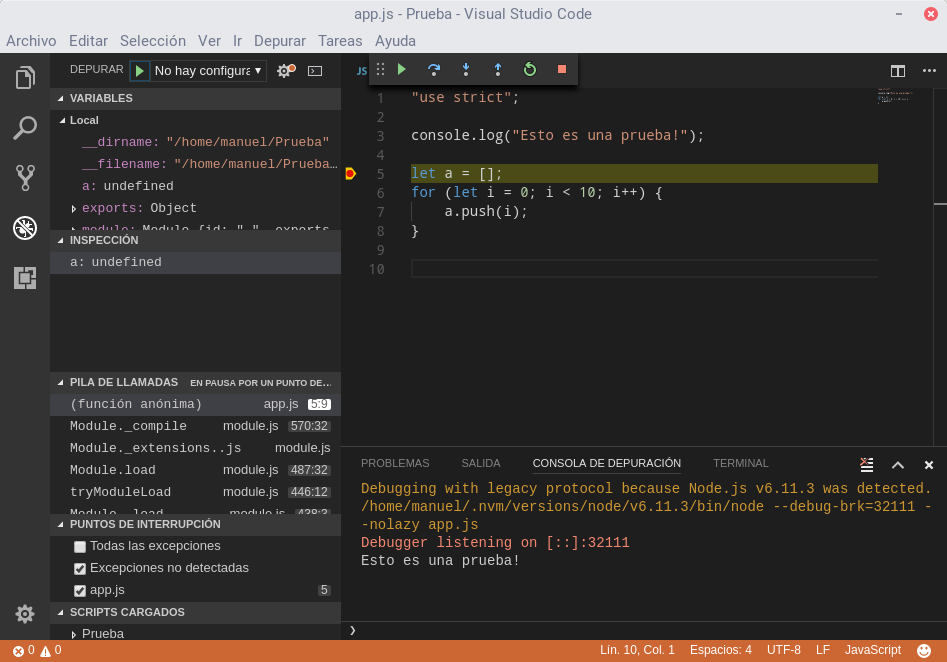 app.js - Prueba - Visual Studio Code
Archivo Editar Selección Ver Ir Depurar Tareas Ayuda
DEPURAR No hay configura
VARIABLES
Local
__dirname: "/home/manuel/Prueba"
__filename: "/home/manuel/Prueba…
a: undefined
exports: Object
module: Module {id: ".", exports
INSPECCIÓN
a: undefined
PILA DE LLAMADAS EN PAUSA POR UN PUNTO DE…
(función anónima) app.js 5:9
Module._compile module.js 570:32
Module._extensions..js module.js
Module.load module.js 487:32
tryModuleLoad module.js 446:12
Module._load module.js 438:3
PUNTOS DE INTERRUPCIÓN
Todas las excepciones
Excepciones no detectadas
app.js 5
SCRIPTS CARGADOS
Prueba
JS
1 "use strict";
2
3 console.log("Esto es una prueba!");
4
5 let a = [];
6 for (let i = 0; i < 10; i++) {
7 a.push(i);
8 }
9
10
PROBLEMAS SALIDA CONSOLA DE DEPURACIÓN TERMINAL
Debugging with legacy protocol because Node.js v6.11.3 was detected.
/home/manuel/.nvm/versions/node/v6.11.3/bin/node --debug-brk=32111 -
-nolazy app.js
Debugger listening on [::]:32111
Esto es una prueba!
❯
0 0 Lín. 10, Col. 1 Espacios: 4 UTF-8 LF JavaScript